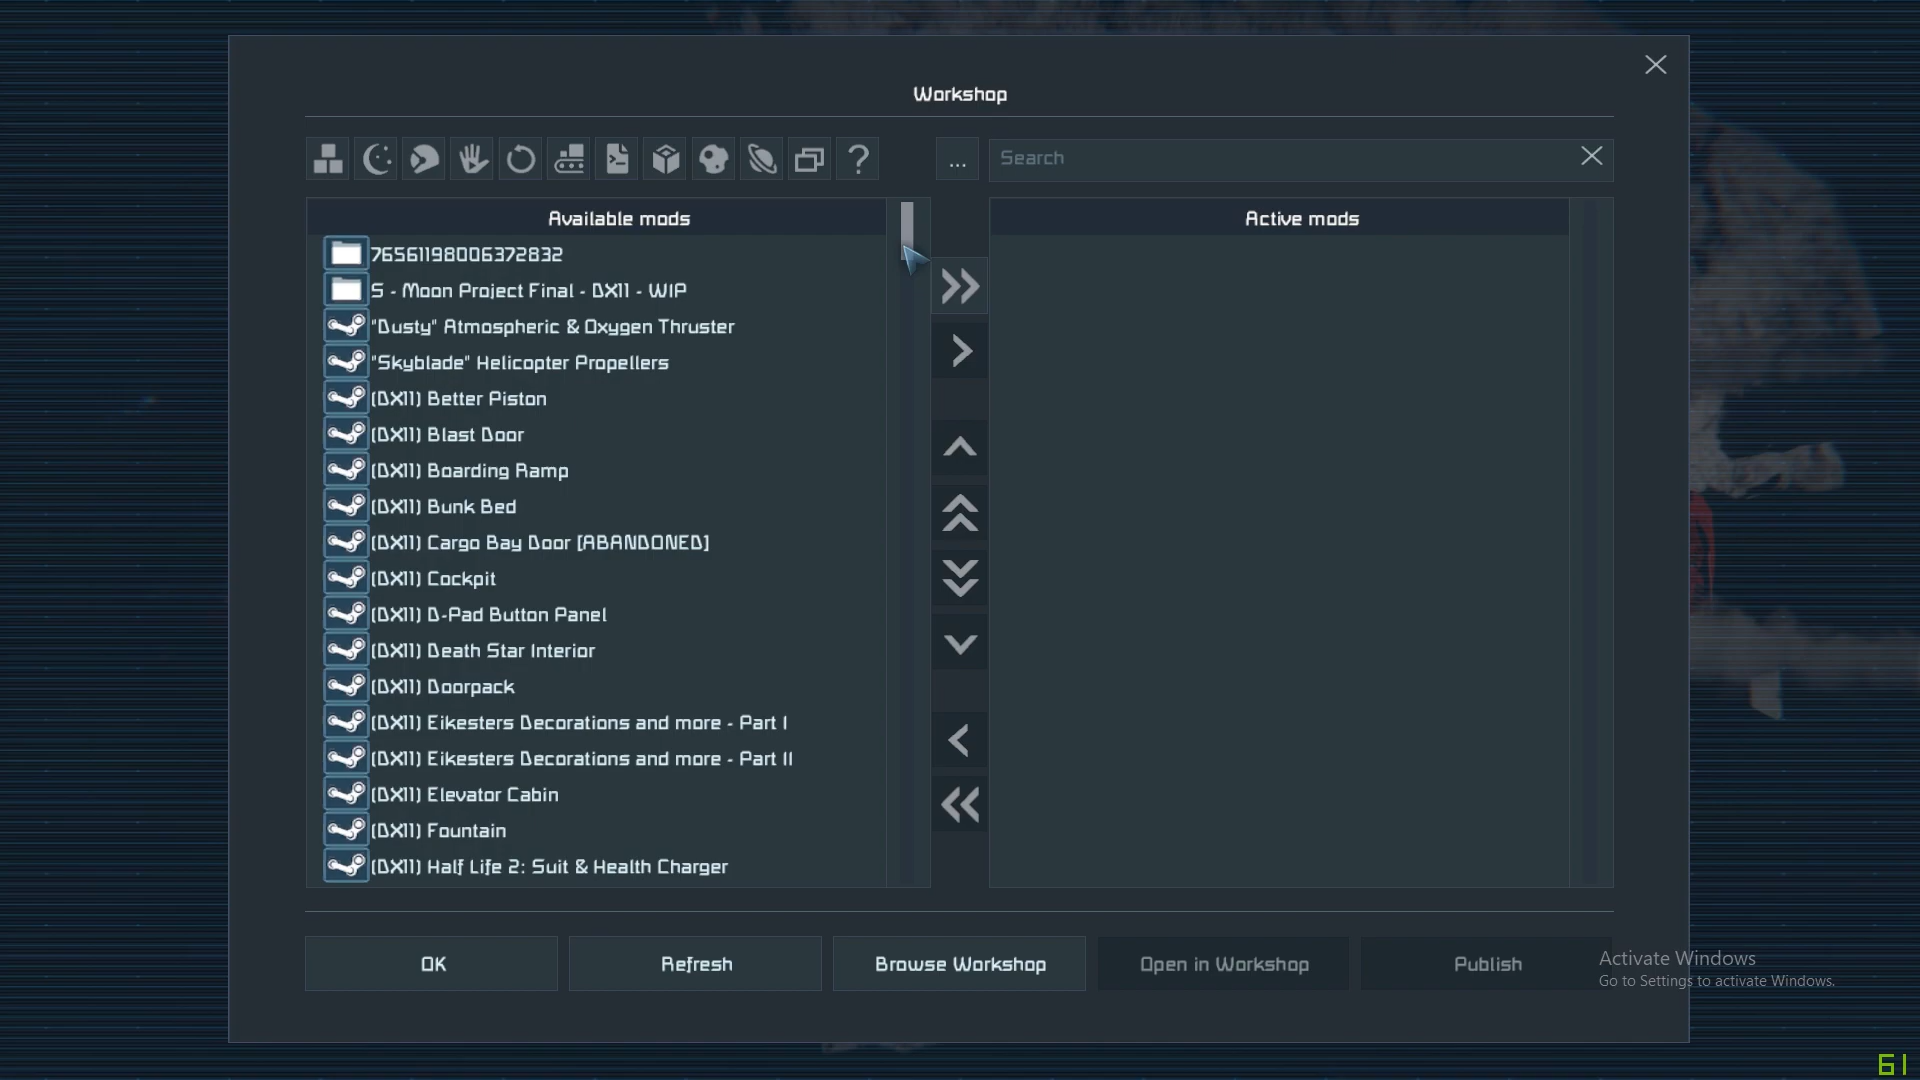 Workshop
?
...
Search
Available mods
Active mods
76561198006372832
S - Moon Project Final - DX11 - WIP
"Dusty" Atmospheric & Oxygen Thruster
"Skyblade" Helicopter Propellers
(DX11) Better Piston
(DX11) Blast Door
(DX11) Boarding Ramp
(DX11) Bunk Bed
(DX11) Cargo Bay Door [ABANDONED]
(DX11) Cockpit
(DX11) D-Pad Button Panel
(DX11) Death Star Interior
(DX11) Doorpack
(DX11) Eikesters Decorations and more - Part I
(DX11) Eikesters Decorations and more - Part II
(DX11) Elevator Cabin
(DX11) Fountain
(DX11) Half Life 2: Suit & Health Charger
OK
Refresh
Browse Workshop
Open in Workshop
Publish
Activate Windows
Go to Settings to activate Windows.
61